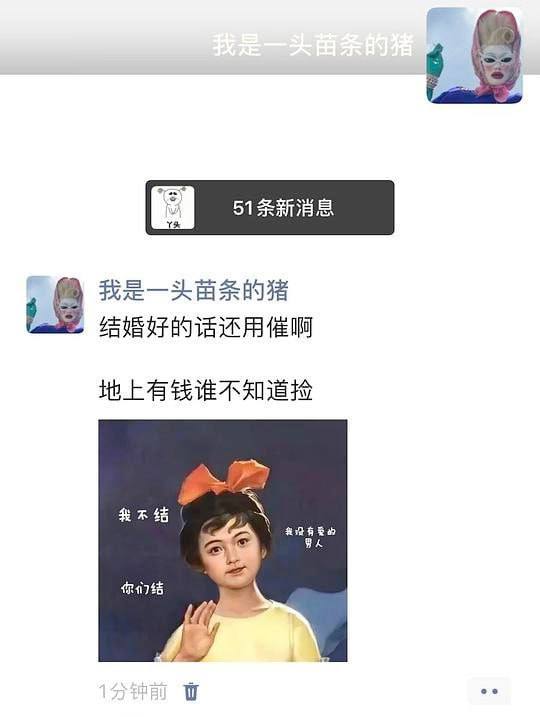 我是一头苗条的猪
丫头
51条新消息
我是一头苗条的猪
结婚好的话还用催啊
地上有钱谁不知道捡
我不结
我没有爱的
男人
你们结
1分钟前